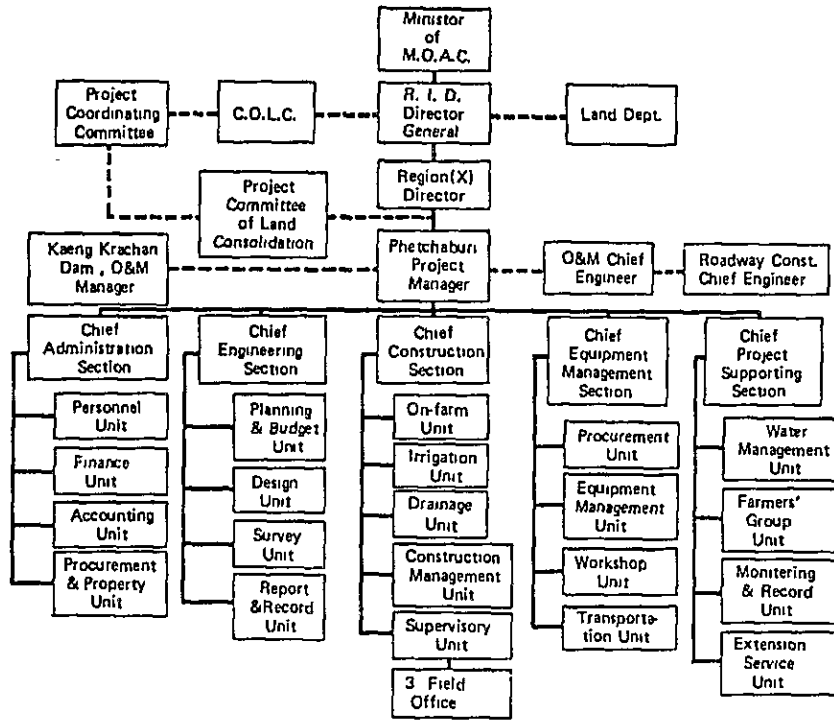 Ministor
of
M.O.A.C.
Project
Coordinating
Committee
C.O.L.C.
R. I. D.
Director
General
Land Dept.
Project
Committee
of Land
Consolidation
Region(X)
Director
Kaeng Krachan
Dam , O&M
Manager
Phetchaburi
Project
Manager
O&M Chief
Engineer
Roadway Const.
Chief Engineer
Chief
Administration
Section
Chief
Engineering
Section
Chief
Construction
Section
Chief
Equipment
Management
Section
Chief
Project
Supporting
Section
Personnel
Unit
Finance
Unit
Accounting
Unit
Procurement
& Property
Unit
Planning
& Budget
Unit
Design
Unit
Survey
Unit
Report
&Record
Unit
On-farm
Unit
Irrigation
Unit
Drainage
Unit
Construction
Management
Unit
Supervisory
Unit
3 Field
Office
Procurement
Unit
Equipment
Management
Unit
Workshop
Unit
Transporta-
tion Unit
Water
Management
Unit
Farmers'
Group
Unit
Monitering
& Record
Unit
Extension
Service
Unit